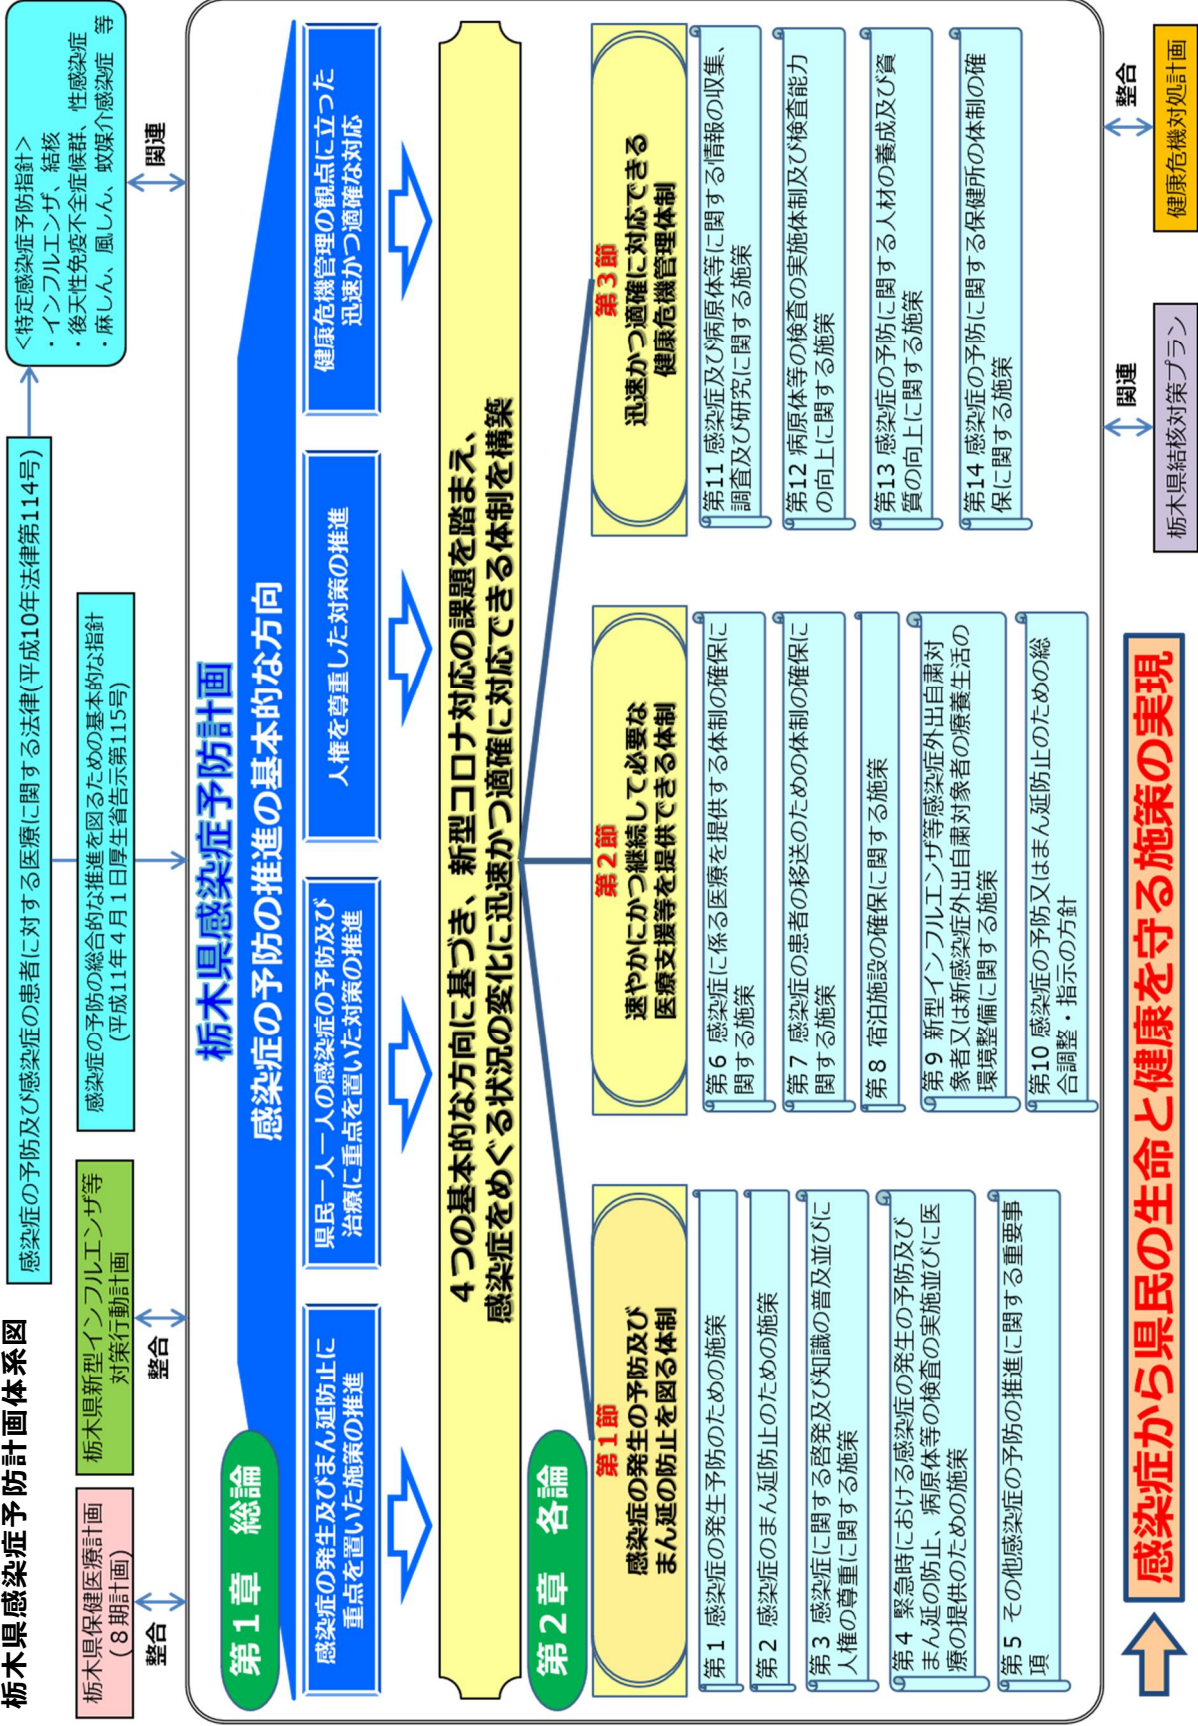 栃木県感染症予防計画体系図
感染症の予防及び感染症の患者に対する医療に関する法律(平成10年法律第114号)
<特定感染症予防指針>
・インフルエンザ、結核
・後天性免疫不全症候群、性感染症
・麻しん、風しん、蚊媒介感染症 等
栃木県保健医療計画
(８期計画)
栃木県新型インフルエンザ等
対策行動計画
感染症の予防の総合的な推進を図るための基本的な指針
(平成11年４月１日厚生省告示第115号)
整合
整合
関連
栃木県感染症予防計画
第１章 総論
感染症の予防の推進の基本的な方向
感染症の発生及びまん延防止に
重点を置いた施策の推進
県民一人一人の感染症の予防及び
治療に重点を置いた対策の推進
人権を尊重した対策の推進
健康危機管理の観点に立った
迅速かつ適確な対応
４つの基本的な方向に基づき、新型コロナ対応の課題を踏まえ、
感染症をめぐる状況の変化に迅速かつ適確に対応できる体制を構築
第２章 各論
第１節
感染症の発生の予防及び
まん延の防止を図る体制
第１ 感染症の発生予防のための施策
第２ 感染症のまん延防止のための施策
第３ 感染症に関する啓発及び知識の普及並びに
人権の尊重に関する施策
第４ 緊急時における感染症の発生の予防及び
まん延の防止、病原体等の検査の実施並びに医
療の提供のための施策
第５ その他感染症の予防の推進に関する重要事
項
第２節
速やかにかつ継続して必要な
医療支援等を提供できる体制
第６ 感染症に係る医療を提供する体制の確保に
関する施策
第７ 感染症の患者の移送のための体制の確保に
関する施策
第８ 宿泊施設の確保に関する施策
第９ 新型インフルエンザ等感染症外出自粛対
象者又は新感染症外出自粛対象者の療養生活の
環境整備に関する施策
第10 感染症の予防又はまん延防止のための総
合調整・指示の方針
第３節
迅速かつ適確に対応できる
健康危機管理体制
第11 感染症及び病原体等に関する情報の収集、
調査及び研究に関する施策
第12 病原体等の検査の実施体制及び検査能力
の向上に関する施策
第13 感染症の予防に関する人材の養成及び資
質の向上に関する施策
第14 感染症の予防に関する保健所の体制の確
保に関する施策
関連
整合
感染症から県民の生命と健康を守る施策の実現
栃木県結核対策プラン
健康危機対処計画